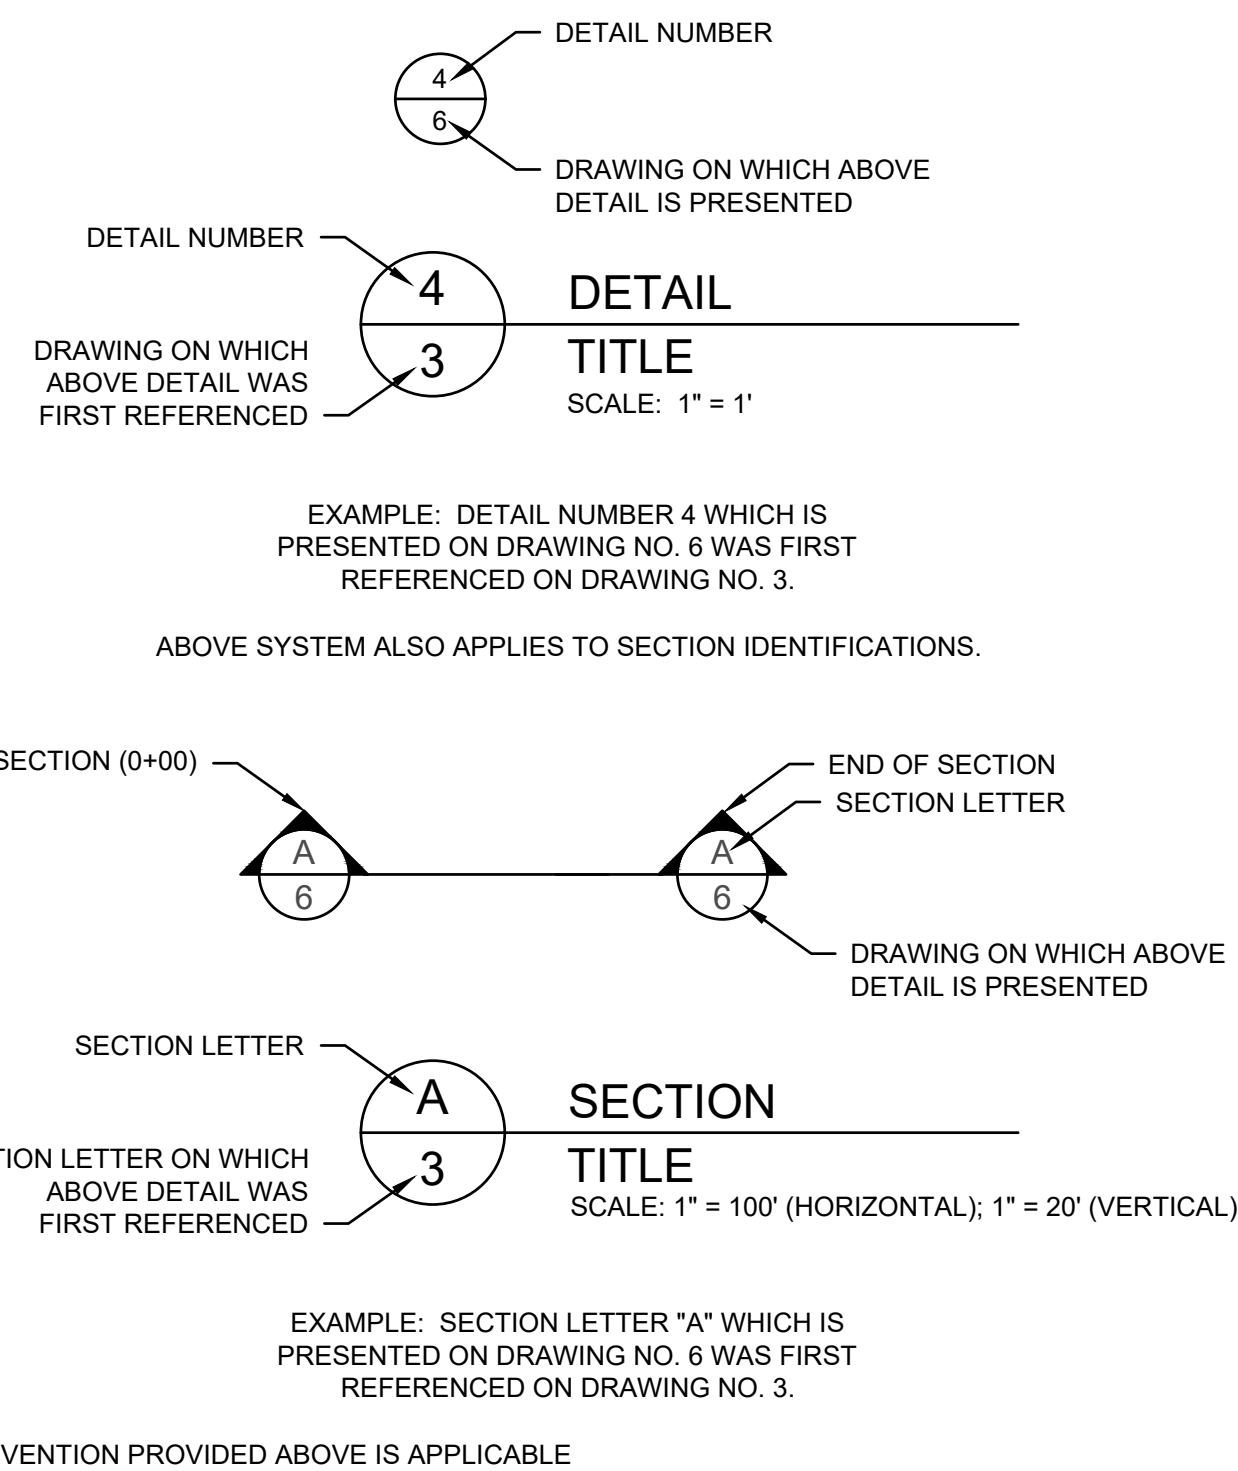 DETAIL NUMBER
4
6
DRAWING ON WHICH ABOVE
DETAIL IS PRESENTED
DETAIL NUMBER
4
DETAIL
DRAWING ON WHICH
ABOVE DETAIL WAS
FIRST REFERENCED
3
TITLE
SCALE: 1" = 1'
EXAMPLE: DETAIL NUMBER 4 WHICH IS
PRESENTED ON DRAWING NO. 6 WAS FIRST
REFERENCED ON DRAWING NO. 3.
ABOVE SYSTEM ALSO APPLIES TO SECTION IDENTIFICATIONS.
SECTION (0+00)
END OF SECTION
SECTION LETTER
A
6
A
6
DRAWING ON WHICH ABOVE
DETAIL IS PRESENTED
SECTION LETTER
A
SECTION
TION LETTER ON WHICH
ABOVE DETAIL WAS
FIRST REFERENCED
3
TITLE
SCALE: 1" = 100' (HORIZONTAL); 1" = 20' (VERTICAL)
EXAMPLE: SECTION LETTER "A" WHICH IS
PRESENTED ON DRAWING NO. 6 WAS FIRST
REFERENCED ON DRAWING NO. 3.
VENTION PROVIDED ABOVE IS APPLICABLE